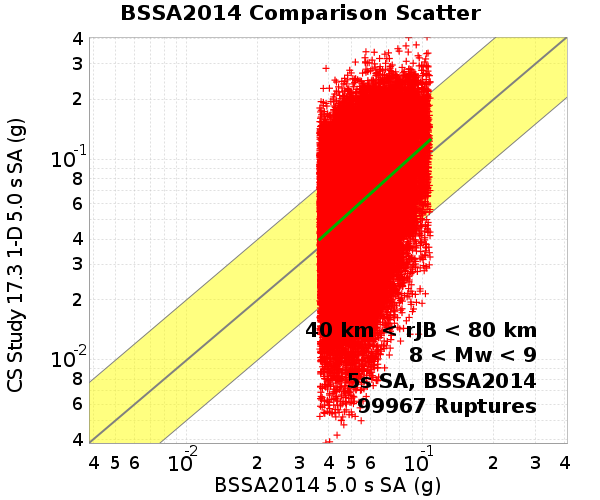 BSSA2014 Comparison Scatter
CS Study 17.3 1-D 5.0 s SA (g)
4
3
2
10^-1
8
6
4
3
2
10^-2
8
6
4
40 km < rJB < 80 km
8 < Mw < 9
5s SA, BSSA2014
99967 Ruptures
4 5 6 10^-2 2 3 4 5 6 10^-1 2 3 4
BSSA2014 5.0 s SA (g)